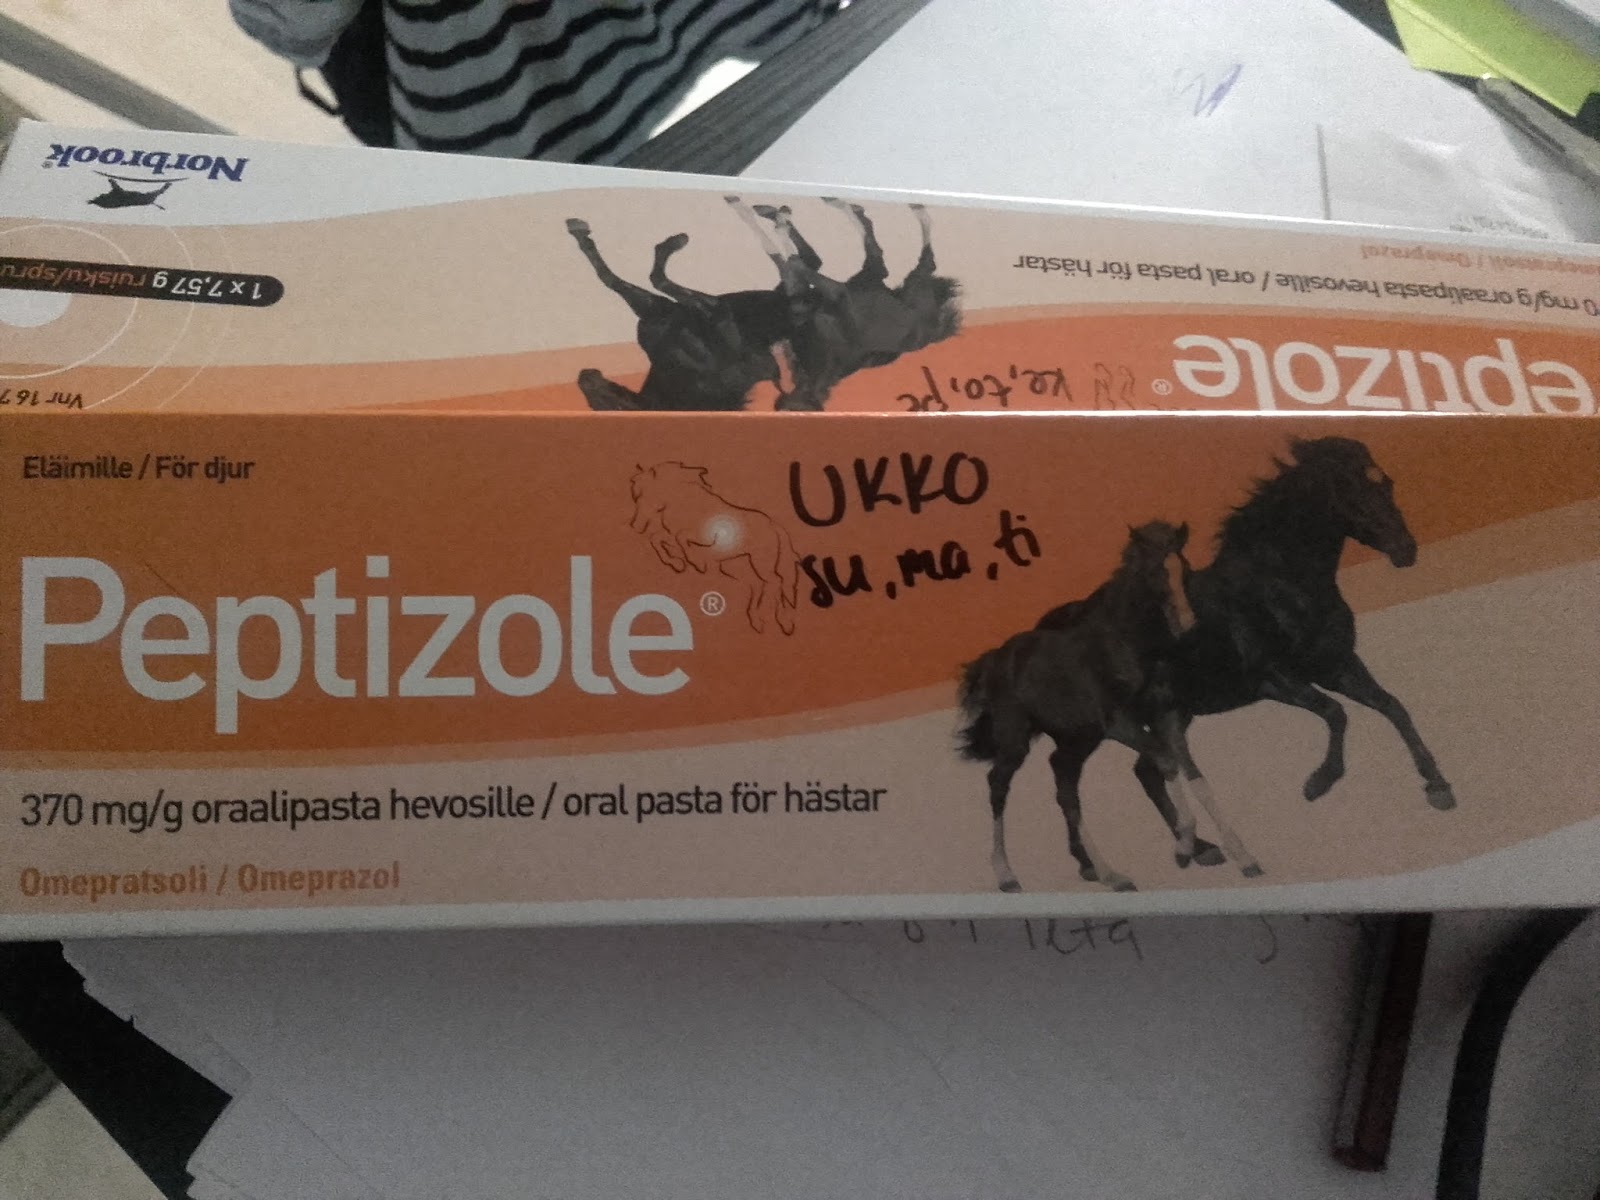 Norbrook®
1 x 7,57 g ruisku/spru
Vnr 16 7
0 mg/g oraalipasta hevosille / oral pasta för hästar
Omepratsoli / Omeprazol
eptizole®
ke, to, pe
Eläimille / För djur
UKKO
su, ma, ti
Peptizole®
370 mg/g oraalipasta hevosille / oral pasta för hästar
Omepratsoli / Omeprazol